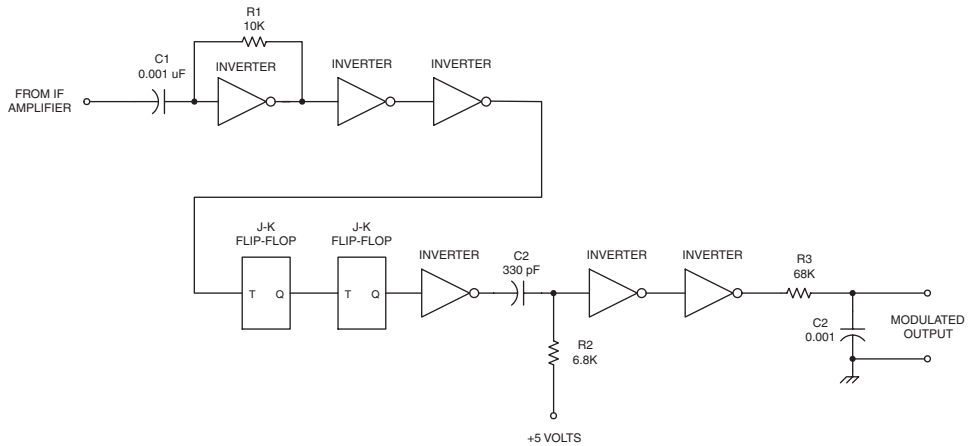 R1
10K
C1
0.001 uF
INVERTER
INVERTER
INVERTER
FROM IF
AMPLIFIER
J-K
FLIP-FLOP
J-K
FLIP-FLOP
INVERTER
C2
330 pF
INVERTER
INVERTER
R3
68K
T Q
T Q
C2
0.001
MODULATED
OUTPUT
R2
6.8K
+5 VOLTS